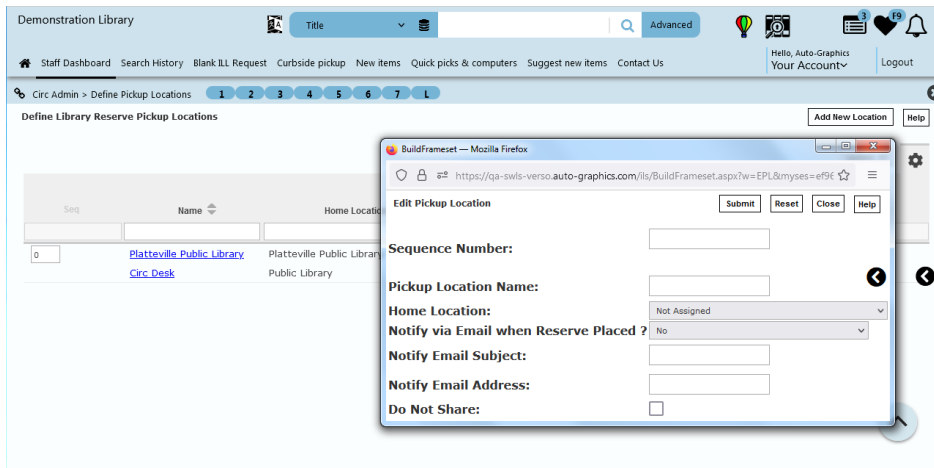 Demonstration Library
A
Title
Advanced
3
F9
Hello, Auto-Graphics
Your Account
Logout
Staff Dashboard Search History Blank ILL Request Curbside pickup New items Quick picks & computers Suggest new items Contact Us
Circ Admin > Define Pickup Locations 1 2 3 4 5 6 7 L
Define Library Reserve Pickup Locations
Add New Location Help
BuildFrameset — Mozilla Firefox
https://qa-swls-verso.auto-graphics.com/ils/BuildFrameset.aspx?w=EPL&myses=ef9
Edit Pickup Location Submit Reset Close Help
Seq Name Home Locatio
Sequence Number:
0 Platteville Public Library Platteville Public Library
Circ Desk Public Library
Pickup Location Name:
Home Location: Not Assigned
Notify via Email when Reserve Placed ? No
Notify Email Subject:
Notify Email Address:
Do Not Share: